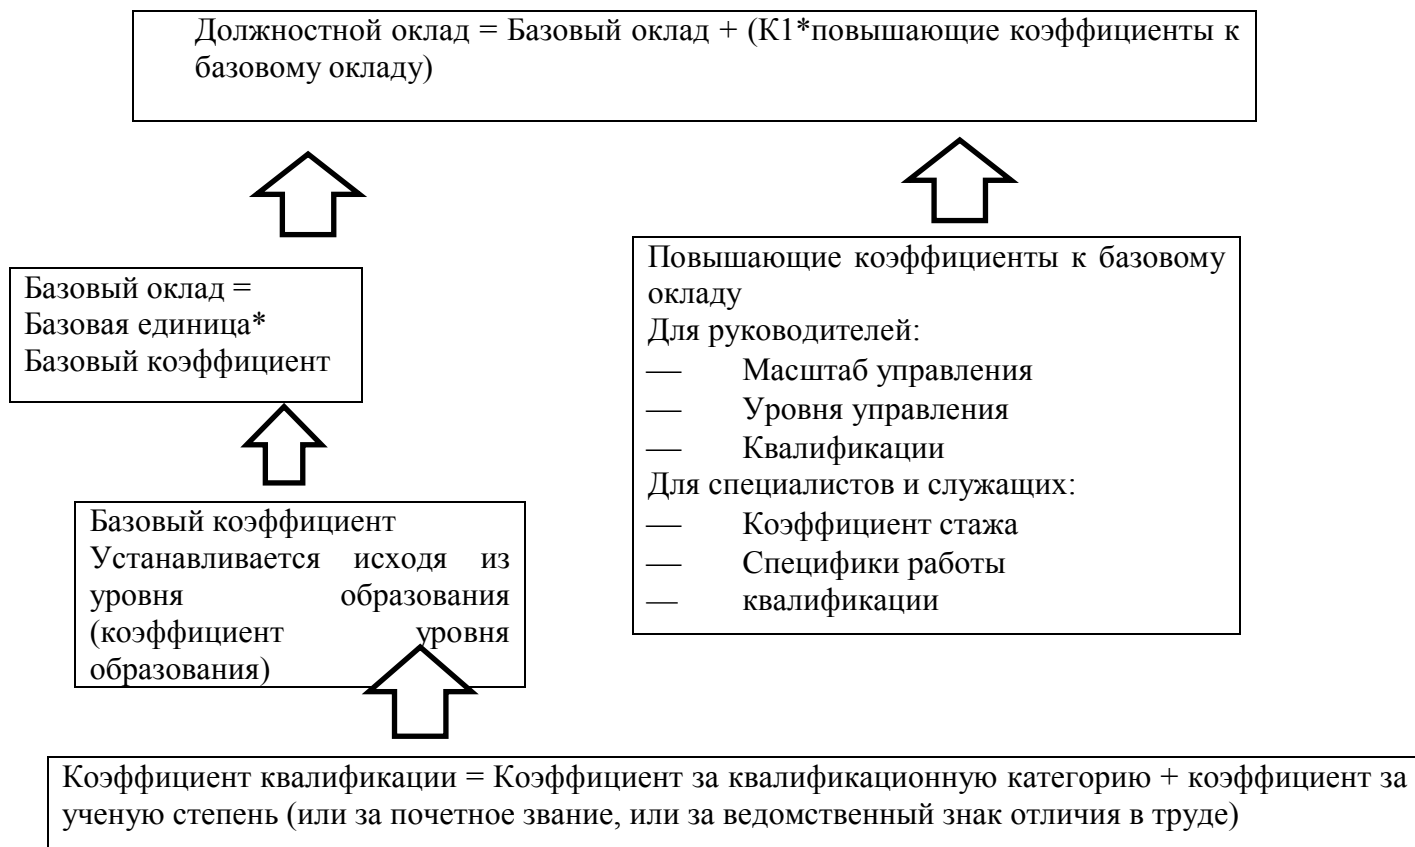 Должностной оклад = Базовый оклад + (К1*повышающие коэффициенты к
базовому окладу)
Базовый оклад =
Базовая единица*
Базовый коэффициент
Повышающие коэффициенты к базовому
окладу
Для руководителей:
— Масштаб управления
— Уровня управления
— Квалификации
Для специалистов и служащих:
— Коэффициент стажа
— Специфики работы
— квалификации
Базовый коэффициент
Устанавливается исходя из
уровня образования
(коэффициент уровня
образования)
Коэффициент квалификации = Коэффициент за квалификационную категорию + коэффициент за
ученую степень (или за почетное звание, или за ведомственный знак отличия в труде)